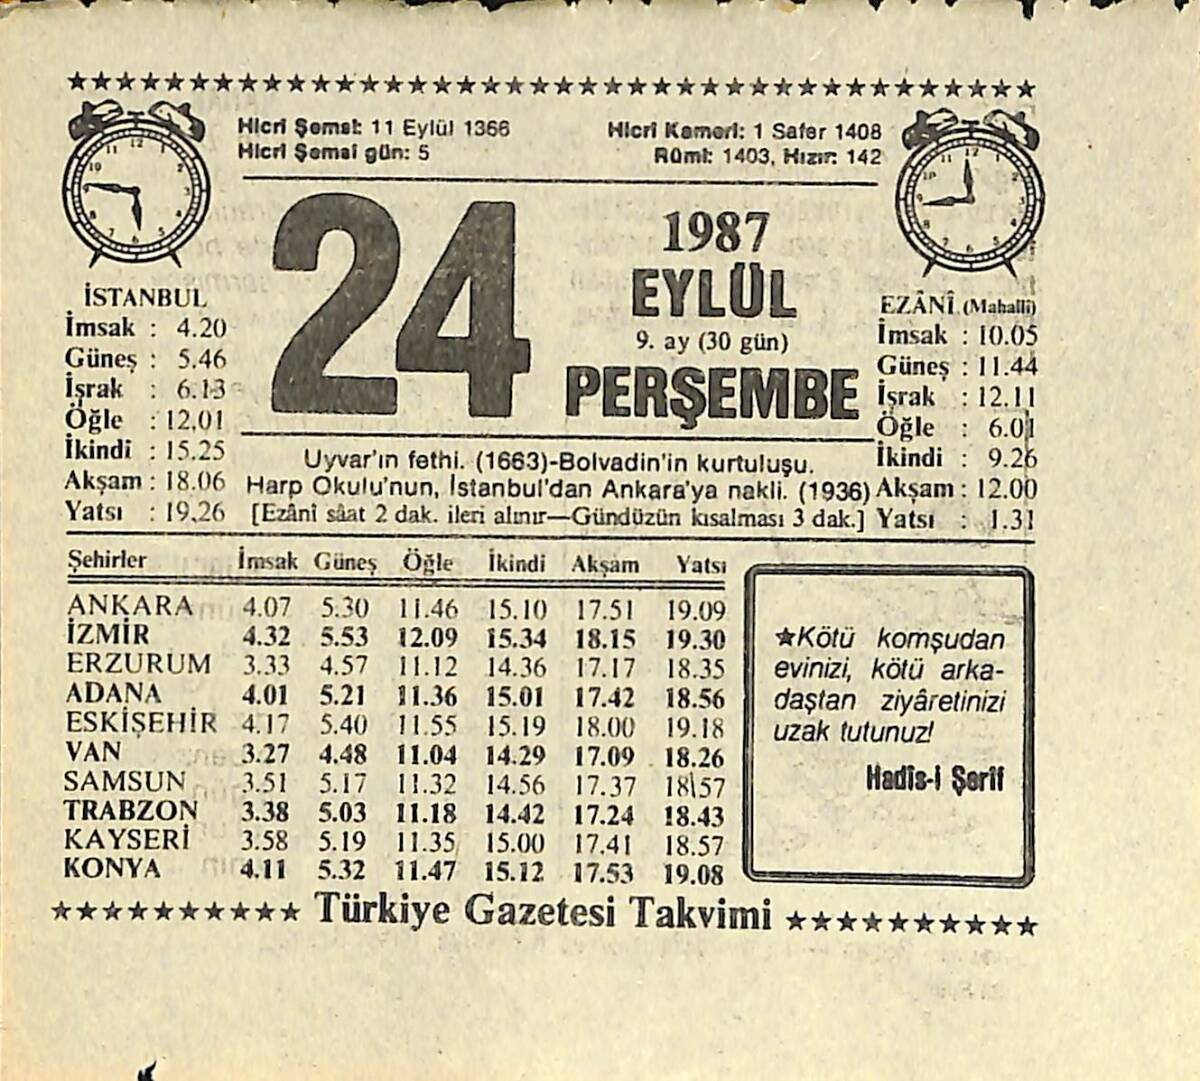 Hicrî Şemsî: 11 Eylül 1366
Hicrî Şemsî gün: 5
Hicrî Kamerî: 1 Safer 1408
Rûmî: 1403, Hızır: 142
24
1987
EYLÜL
9. ay (30 gün)
PERŞEMBE
İSTANBUL
İmsak : 4.20
Güneş : 5.46
İşrak : 6.13
Öğle : 12.01
İkindi : 15.25
Akşam : 18.06
Yatsı : 19.26
EZÂNÎ (Mahallî)
İmsak : 10.05
Güneş : 11.44
İşrak : 12.11
Öğle : 6.01
İkindi : 9.26
Akşam : 12.00
Yatsı : 1.31
Uyvar'ın fethi. (1663)-Bolvadin'in kurtuluşu.
Harp Okulu'nun, İstanbul'dan Ankara'ya nakli. (1936)
[Ezânî sâat 2 dak. ileri alınır—Gündüzün kısalması 3 dak.]
Şehirler İmsak Güneş Öğle İkindi Akşam Yatsı
ANKARA 4.07 5.30 11.46 15.10 17.51 19.09
İZMİR 4.32 5.53 12.09 15.34 18.15 19.30
ERZURUM 3.33 4.57 11.12 14.36 17.17 18.35
ADANA 4.01 5.21 11.36 15.01 17.42 18.56
ESKİŞEHİR 4.17 5.40 11.55 15.19 18.00 19.18
VAN 3.27 4.48 11.04 14.29 17.09 18.26
SAMSUN 3.51 5.17 11.32 14.56 17.37 18.57
TRABZON 3.38 5.03 11.18 14.42 17.24 18.43
KAYSERİ 3.58 5.19 11.35 15.00 17.41 18.57
KONYA 4.11 5.32 11.47 15.12 17.53 19.08
★Kötü komşudan
evinizi, kötü arka-
daştan ziyâretinizi
uzak tutunuz!
Hadîs-i Şerîf
Türkiye Gazetesi Takvimi